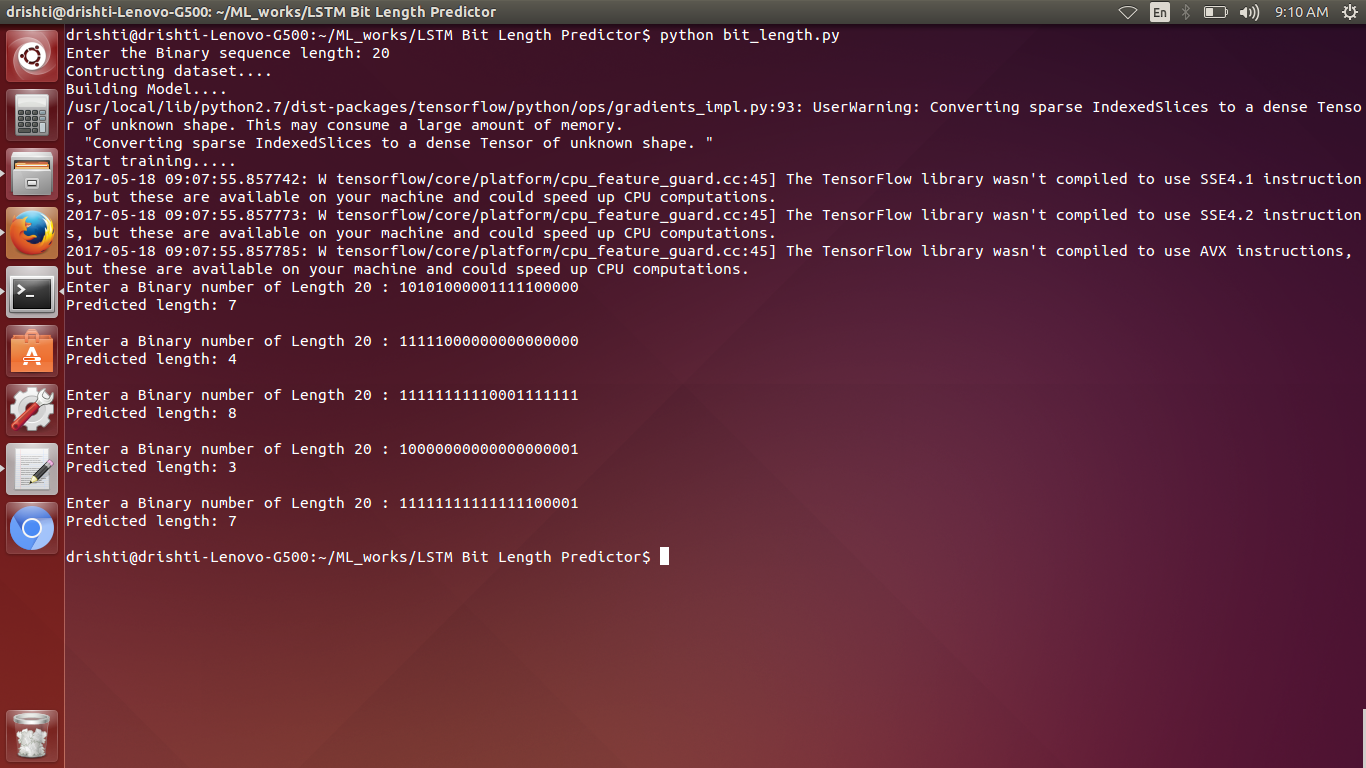 drishti@drishti-Lenovo-G500: ~/ML_works/LSTM Bit Length Predictor
En
9:10 AM
drishti@drishti-Lenovo-G500:~/ML_works/LSTM Bit Length Predictor$ python bit_length.py
Enter the Binary sequence length: 20
Contructing dataset....
Building Model....
/usr/local/lib/python2.7/dist-packages/tensorflow/python/ops/gradients_impl.py:93: UserWarning: Converting sparse IndexedSlices to a dense Tenso
r of unknown shape. This may consume a large amount of memory.
  "Converting sparse IndexedSlices to a dense Tensor of unknown shape. "
Start training.....
2017-05-18 09:07:55.857742: W tensorflow/core/platform/cpu_feature_guard.cc:45] The TensorFlow library wasn't compiled to use SSE4.1 instruction
s, but these are available on your machine and could speed up CPU computations.
2017-05-18 09:07:55.857773: W tensorflow/core/platform/cpu_feature_guard.cc:45] The TensorFlow library wasn't compiled to use SSE4.2 instruction
s, but these are available on your machine and could speed up CPU computations.
2017-05-18 09:07:55.857785: W tensorflow/core/platform/cpu_feature_guard.cc:45] The TensorFlow library wasn't compiled to use AVX instructions,
but these are available on your machine and could speed up CPU computations.
Enter a Binary number of Length 20 : 10101000001111100000
Predicted length: 7
Enter a Binary number of Length 20 : 11111000000000000000
Predicted length: 4
Enter a Binary number of Length 20 : 11111111110001111111
Predicted length: 8
Enter a Binary number of Length 20 : 10000000000000000001
Predicted length: 3
Enter a Binary number of Length 20 : 11111111111111100001
Predicted length: 7
drishti@drishti-Lenovo-G500:~/ML_works/LSTM Bit Length Predictor$